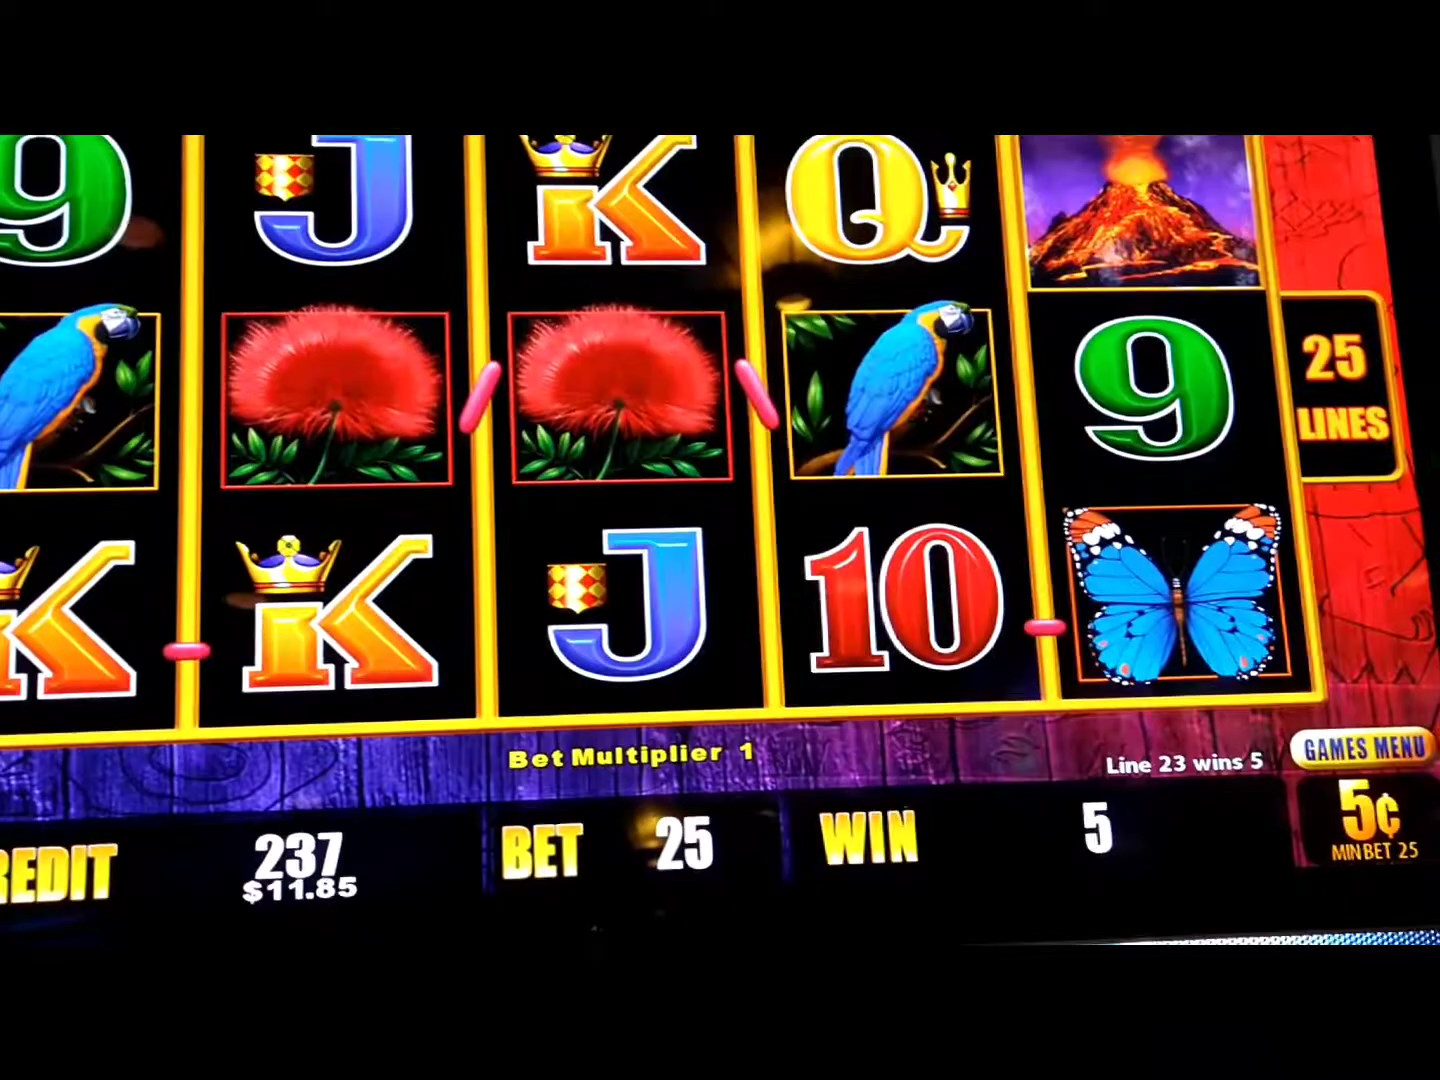 9 J K Q
25
LINES
9
K K J 10
Bet Multiplier 1
Line 23 wins 5
GAMES MENU
REDIT 237
$11.85
BET 25
WIN 5
5¢
MIN BET 25